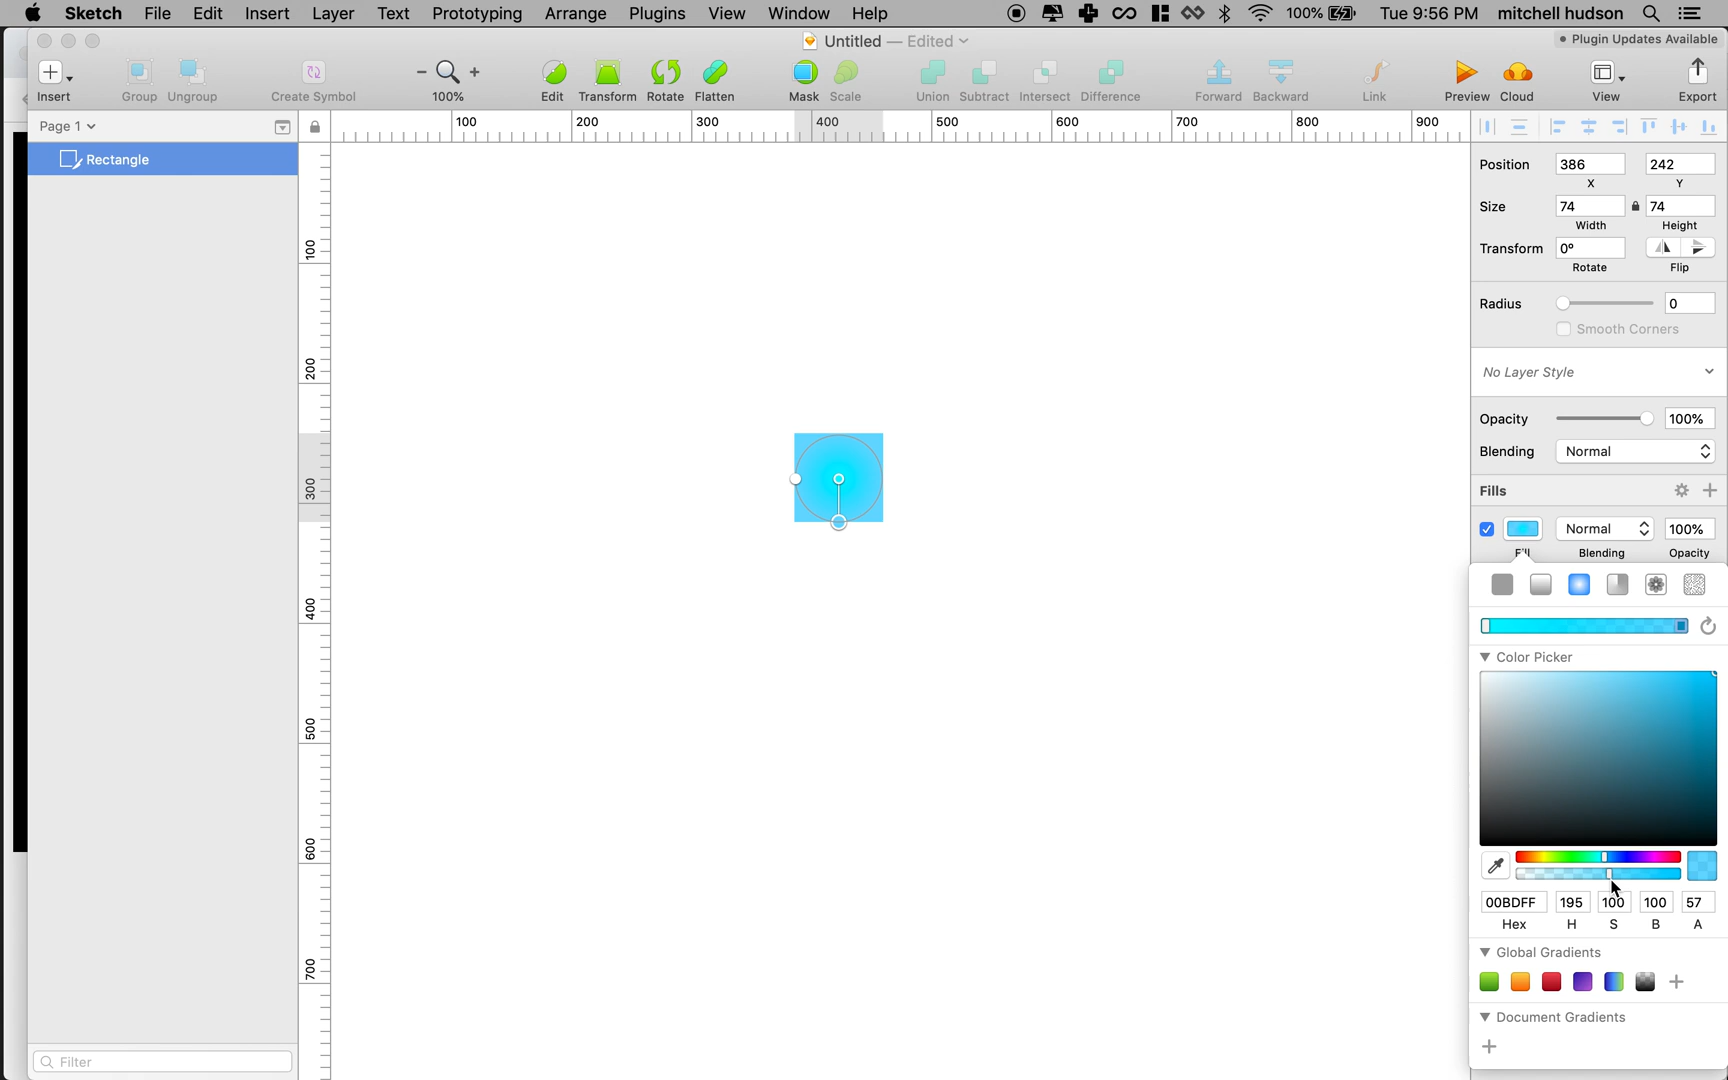 Sketch File Edit Insert Layer Text Prototyping Arrange Plugins View Window Help 100% Tue 9:56 PM mitchell hudson
Untitled — Edited
Plugin Updates Available
Insert Group Ungroup Create Symbol 100% Edit Transform Rotate Flatten Mask Scale Union Subtract Intersect Difference Forward Backward Link Preview Cloud View Export
Page 1
100 200 300 400 500 600 700 800 900
Rectangle
100
200
300
400
500
600
700
Filter
Position 386 242
X Y
Size 74 74
Width Height
Transform 0°
Rotate Flip
Radius 0
Smooth Corners
No Layer Style
Opacity 100%
Blending Normal
Fills
Normal 100%
Fill Blending Opacity
Color Picker
00BDFF 195 100 100 57
Hex H S B A
Global Gradients
Document Gradients